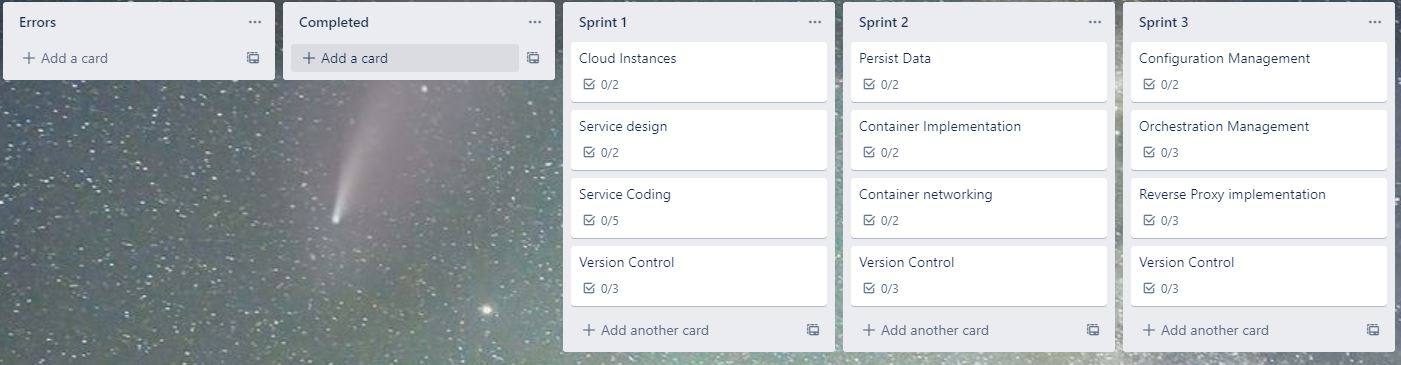 Errors
+ Add a card
Completed
+ Add a card
Sprint 1
Cloud Instances
0/2
Service design
0/2
Service Coding
0/5
Version Control
0/3
+ Add another card
Sprint 2
Persist Data
0/2
Container Implementation
0/2
Container networking
0/2
Version Control
0/3
+ Add another card
Sprint 3
Configuration Management
0/2
Orchestration Management
0/3
Reverse Proxy implementation
0/3
Version Control
0/3
+ Add another card